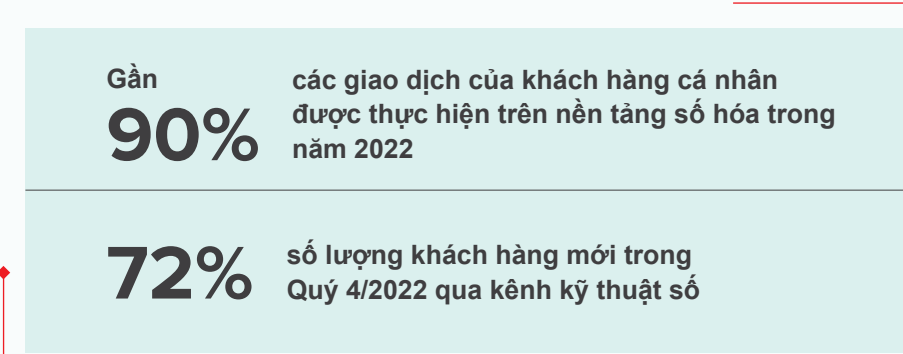 Gần
90%
các giao dịch của khách hàng cá nhân
được thực hiện trên nền tảng số hóa trong
năm 2022
72%
số lượng khách hàng mới trong
Quý 4/2022 qua kênh kỹ thuật số